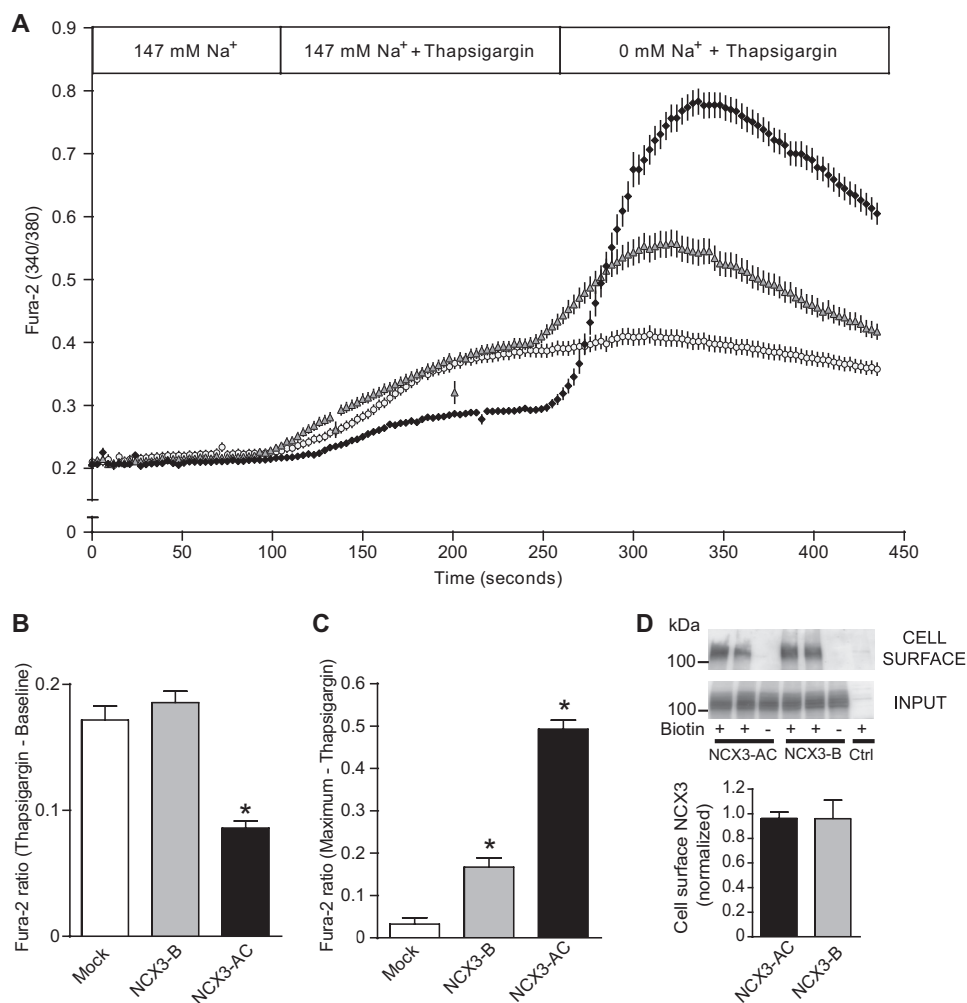 A
147 mM Na+
147 mM Na+ + Thapsigargin
0 mM Na+ + Thapsigargin
0.9
0.8
0.7
0.6
0.5
0.4
0.3
0.2
0
Fura-2 (340/380)
0 50 100 150 200 250 300 350 400 450
Time (seconds)
B
Fura-2 ratio (Thapsigargin - Baseline)
0.2
0.1
0
*
Mock NCX3-B NCX3-AC
C
Fura-2 ratio (Maximum - Thapsigargin)
0.6
0.5
0.4
0.3
0.2
0.1
0
* *
Mock NCX3-B NCX3-AC
D
kDa
100
CELL
SURFACE
100
INPUT
Biotin + + - + + - +
NCX3-AC NCX3-B Ctrl
Cell surface NCX3
(normalized)
1.2
1.0
0.8
0.6
0.4
0.2
0
NCX3-AC NCX3-B